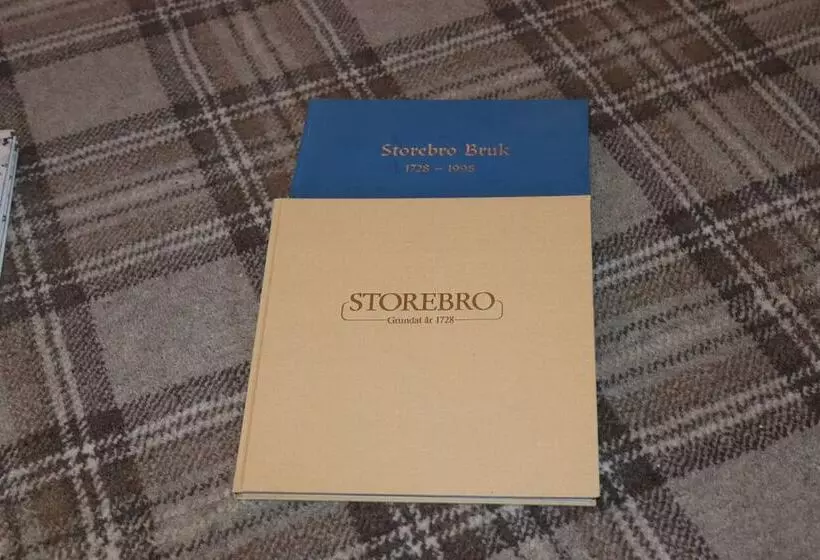 Storebro Bruk
1728 – 1998
STOREBRO
Grundat år 1728